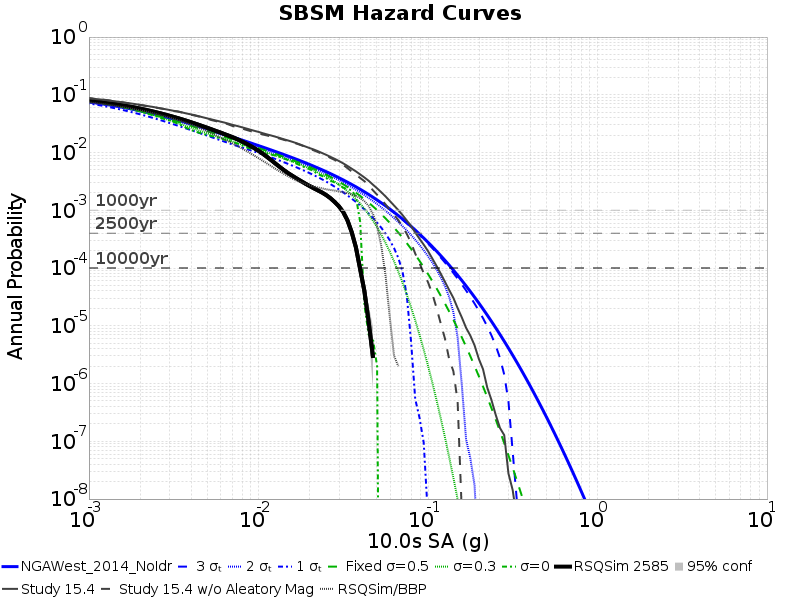 SBSM Hazard Curves
10⁰
10⁻¹
10⁻²
1000yr
10⁻³
2500yr
10000yr
10⁻⁴
10⁻⁵
10⁻⁶
10⁻⁷
10⁻⁸
Annual Probability
10⁻³ 10⁻² 10⁻¹ 10⁰ 10¹
10.0s SA (g)
NGAWest_2014_NoIdr 3 σₜ 2 σₜ 1 σₜ Fixed σ=0.5 σ=0.3 σ=0 RSQSim 2585 95% conf
Study 15.4 Study 15.4 w/o Aleatory Mag RSQSim/BBP